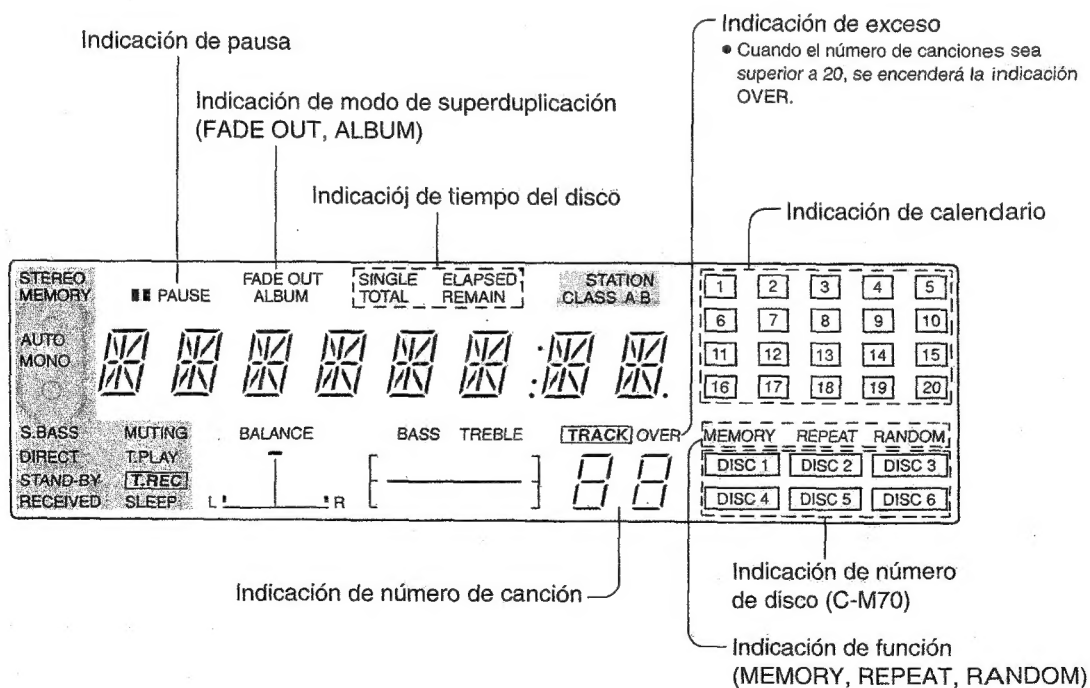 Indicación de exceso
● Cuando el número de canciones sea
superior a 20, se encenderá la indicación
OVER.
Indicación de pausa
Indicación de modo de superduplicación
(FADE OUT, ALBUM)
Indicaciój de tiempo del disco
Indicación de calendario
STEREO
MEMORY
PAUSE
FADE OUT
ALBUM
SINGLE ELAPSED
TOTAL REMAIN
STATION
CLASS A B
1 2 3 4 5
6 7 8 9 10
11 12 13 14 15
16 17 18 19 20
AUTO
MONO
S.BASS MUTING
DIRECT T.PLAY
STAND-BY T.REC
RECEIVED SLEEP
BALANCE
L R
BASS TREBLE
TRACK OVER
MEMORY REPEAT RANDOM
DISC 1 DISC 2 DISC 3
DISC 4 DISC 5 DISC 6
Indicación de número de canción
Indicación de número
de disco (C-M70)
Indicación de función
(MEMORY, REPEAT, RANDOM)